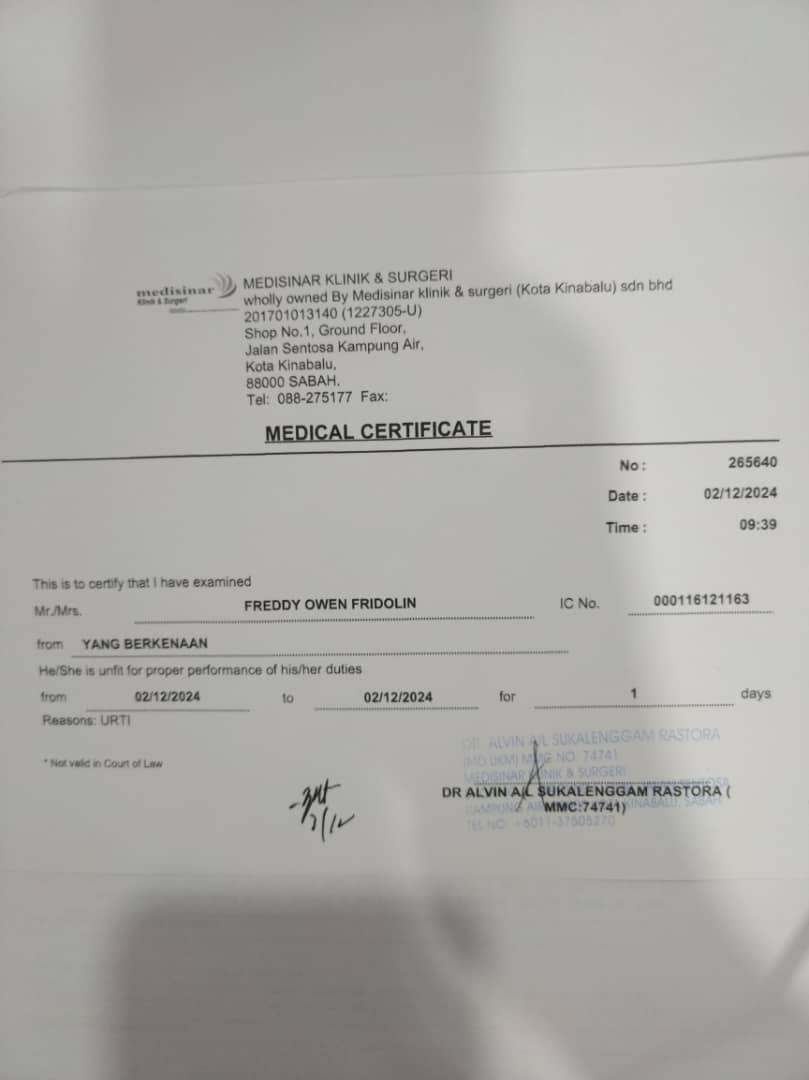 medisinar
Klinik & Surgeri
MEDISINAR KLINIK & SURGERI
wholly owned By Medisinar klinik & surgeri (Kota Kinabalu) sdn bhd
201701013140 (1227305-U)
Shop No.1, Ground Floor,
Jalan Sentosa Kampung Air,
Kota Kinabalu,
88000 SABAH.
Tel: 088-275177 Fax:
MEDICAL CERTIFICATE
No : 265640
Date : 02/12/2024
Time : 09:39
This is to certify that I have examined
Mr./Mrs. FREDDY OWEN FRIDOLIN IC No. 000116121163
from YANG BERKENAAN
He/She is unfit for proper performance of his/her duties
from 02/12/2024 to 02/12/2024 for 1 days
Reasons: URTI
* Not valid in Court of Law
DR. ALVIN A/L SUKALENGGAM RASTORA
(MD UKM) MMC NO. 74741
MEDISINAR KLINIK & SURGERI
DR ALVIN A/L SUKALENGGAM RASTORA (
MMC:74741)
KAMPUNG AIR KINABALU, SABAH
TEL NO: +6011-37505270